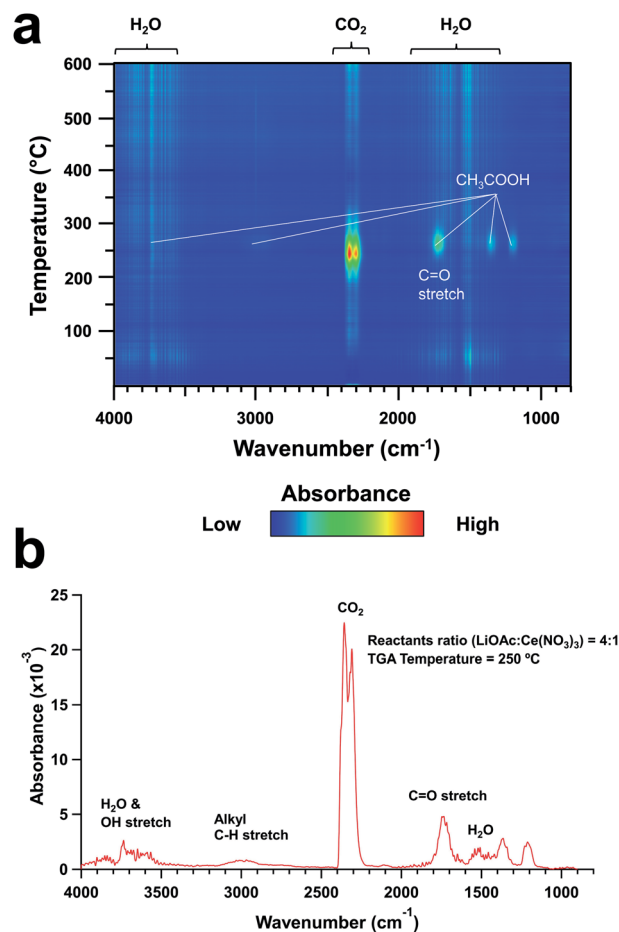 a
H₂O CO₂ H₂O
600
500
400
300
200
100
Temperature (°C)
CH₃COOH
C=O
stretch
4000 3000 2000 1000
Wavenumber (cm⁻¹)
Absorbance
Low High
b
25
20
15
10
5
0
Absorbance (x10⁻³)
CO₂
Reactants ratio (LiOAc:Ce(NO₃)₃) = 4:1
TGA Temperature = 250 ºC
H₂O &
OH stretch
Alkyl
C-H stretch
C=O stretch
H₂O
4000 3500 3000 2500 2000 1500 1000
Wavenumber (cm⁻¹)